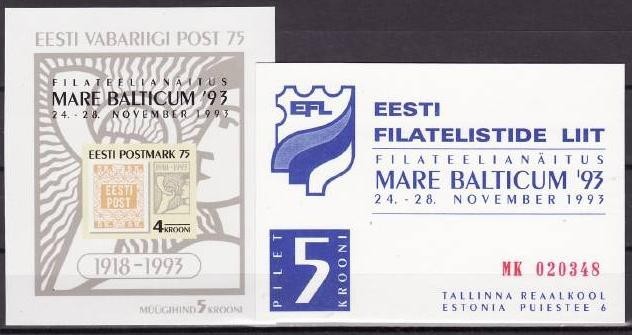 EESTI VABARIIGI POST 75
FILATEELIANÄITUS
MARE BALTICUM '93
24.-28. NOVEMBER 1993
EESTI POSTMARK 75
EESTI
POST
1918-1993
4 KROONI
1918-1993
MÜÜGIHIND 5 KROONI
EFL
EESTI
FILATELISTIDE LIIT
FILATEELIANÄITUS
MARE BALTICUM '93
24.-28. NOVEMBER 1993
PILET
5
KROONI
MK 020348
TALLINNA REAALKOOL
ESTONIA PUIESTEE 6